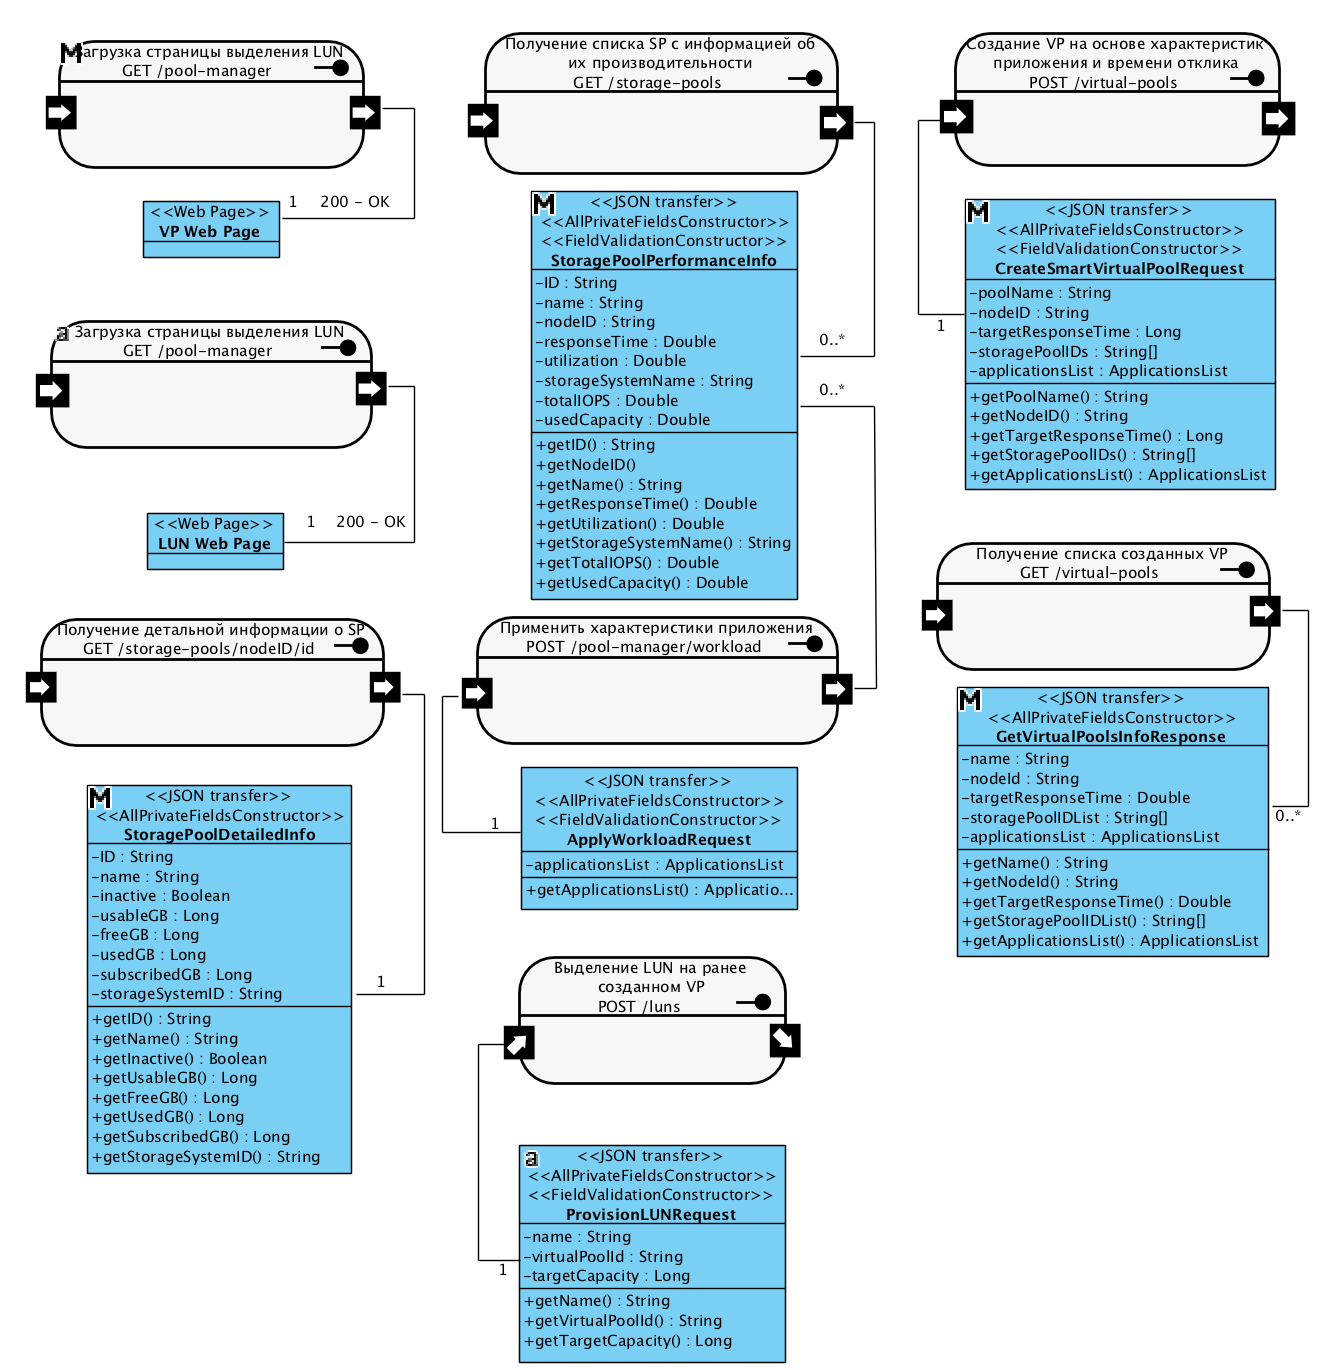 Загрузка страницы выделения LUN
GET /pool-manager
1 200 - OK
<<Web Page>>
VP Web Page
a
Загрузка страницы выделения LUN
GET /pool-manager
1 200 - OK
<<Web Page>>
LUN Web Page
Получение детальной информации о SP
GET /storage-pools/nodeID/id
M
<<JSON transfer>>
<<AllPrivateFieldsConstructor>>
StoragePoolDetailedInfo
-ID : String
-name : String
-inactive : Boolean
-usableGB : Long
-freeGB : Long
-usedGB : Long
-subscribedGB : Long
-storageSystemID : String
+getID() : String
+getName() : String
+getInactive() : Boolean
+getUsableGB() : Long
+getFreeGB() : Long
+getUsedGB() : Long
+getSubscribedGB() : Long
+getStorageSystemID() : String
1
Получение списка SP с информацией об
их производительности
GET /storage-pools
M
<<JSON transfer>>
<<AllPrivateFieldsConstructor>>
<<FieldValidationConstructor>>
StoragePoolPerformanceInfo
-ID : String
-name : String
-nodeID : String
-responseTime : Double
-utilization : Double
-storageSystemName : String
-totalIOPS : Double
-usedCapacity : Double
+getID() : String
+getNodeID()
+getName() : String
+getResponseTime() : Double
+getUtilization() : Double
+getStorageSystemName() : String
+getTotalIOPS() : Double
+getUsedCapacity() : Double
0..*
0..*
Применить характеристики приложения
POST /pool-manager/workload
<<JSON transfer>>
<<AllPrivateFieldsConstructor>>
<<FieldValidationConstructor>>
ApplyWorkloadRequest
-applicationsList : ApplicationsList
+getApplicationsList() : Applicatio...
1
Выделение LUN на ранее
созданном VP
POST /luns
a
<<JSON transfer>>
<<AllPrivateFieldsConstructor>>
<<FieldValidationConstructor>>
ProvisionLUNRequest
-name : String
-virtualPoolId : String
-targetCapacity : Long
+getName() : String
+getVirtualPoolId() : String
+getTargetCapacity() : Long
1
Создание VP на основе характеристик
приложения и времени отклика
POST /virtual-pools
M
<<JSON transfer>>
<<AllPrivateFieldsConstructor>>
<<FieldValidationConstructor>>
CreateSmartVirtualPoolRequest
-poolName : String
-nodeID : String
-targetResponseTime : Long
-storagePoolIDs : String[]
-applicationsList : ApplicationsList
+getPoolName() : String
+getNodeID() : String
+getTargetResponseTime() : Long
+getStoragePoolIDs() : String[]
+getApplicationsList() : ApplicationsList
1
Получение списка созданных VP
GET /virtual-pools
M
<<JSON transfer>>
<<AllPrivateFieldsConstructor>>
GetVirtualPoolsInfoResponse
-name : String
-nodeId : String
-targetResponseTime : Double
-storagePoolIDList : String[]
-applicationsList : ApplicationsList
+getName() : String
+getNodeId() : String
+getTargetResponseTime() : Double
+getStoragePoolIDList() : String[]
+getApplicationsList() : ApplicationsList
0..*